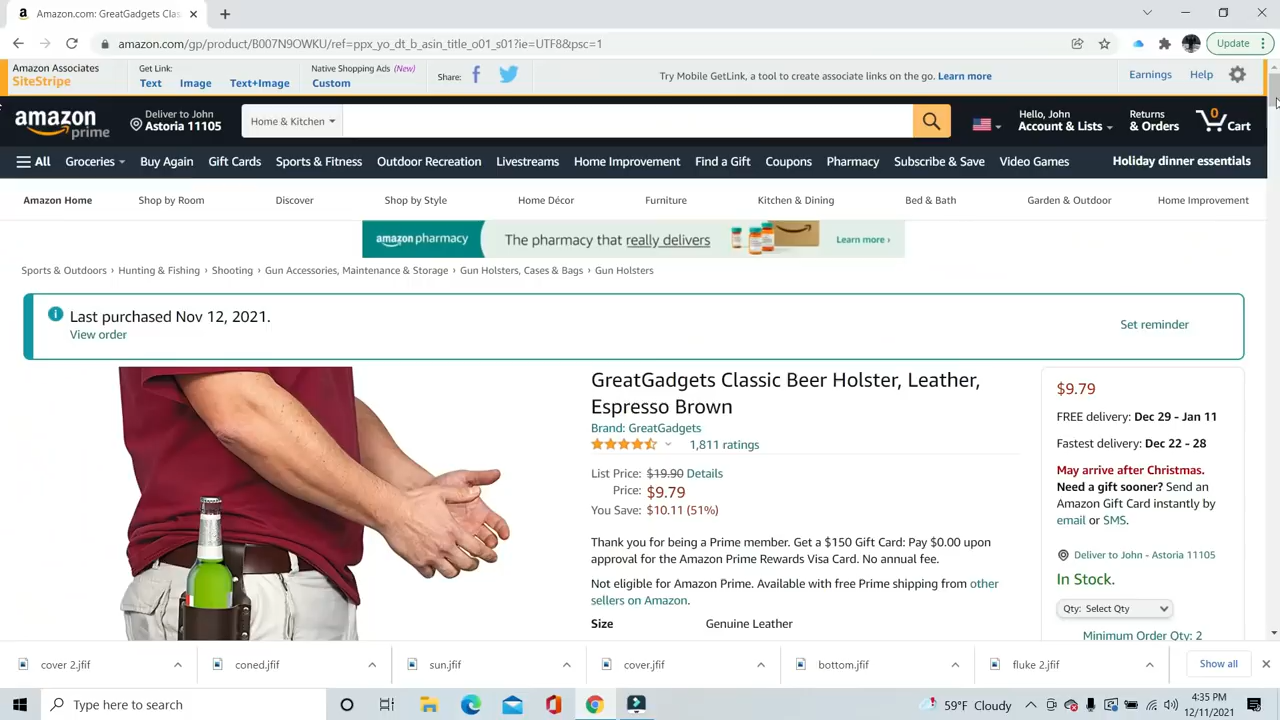 Amazon.com: GreatGadgets Clas
amazon.com/gp/product/B007N9OWKU/ref=ppx_yo_dt_b_asin_title_o01_s01?ie=UTF8&psc=1
Update
Amazon Associates
SiteStripe
Get Link:
Text Image Text+Image
Native Shopping Ads (New)
Custom
Share:
Try Mobile GetLink, a tool to create associate links on the go. Learn more
Earnings Help
amazon
prime
Deliver to John
Astoria 11105
Home & Kitchen
Hello, John
Account & Lists
Returns
& Orders
0
Cart
All Groceries Buy Again Gift Cards Sports & Fitness Outdoor Recreation Livestreams Home Improvement Find a Gift Coupons Pharmacy Subscribe & Save Video Games Holiday dinner essentials
Amazon Home Shop by Room Discover Shop by Style Home Décor Furniture Kitchen & Dining Bed & Bath Garden & Outdoor Home Improvement
amazon pharmacy The pharmacy that really delivers Learn more ›
Sports & Outdoors › Hunting & Fishing › Shooting › Gun Accessories, Maintenance & Storage › Gun Holsters, Cases & Bags › Gun Holsters
Last purchased Nov 12, 2021.
View order
Set reminder
GreatGadgets Classic Beer Holster, Leather,
Espresso Brown
Brand: GreatGadgets
1,811 ratings
List Price: $19.90 Details
Price: $9.79
You Save: $10.11 (51%)
Thank you for being a Prime member. Get a $150 Gift Card: Pay $0.00 upon
approval for the Amazon Prime Rewards Visa Card. No annual fee.
Not eligible for Amazon Prime. Available with free Prime shipping from other
sellers on Amazon.
Size Genuine Leather
$9.79
FREE delivery: Dec 29 - Jan 11
Fastest delivery: Dec 22 - 28
May arrive after Christmas.
Need a gift sooner? Send an
Amazon Gift Card instantly by
email or SMS.
Deliver to John - Astoria 11105
In Stock.
Qty: Select Qty
Minimum Order Qty: 2
cover 2.jfif
coned.jfif
sun.jfif
cover.jfif
bottom.jfif
fluke 2.jfif
Show all
Type here to search
59°F Cloudy
4:35 PM
12/11/2021